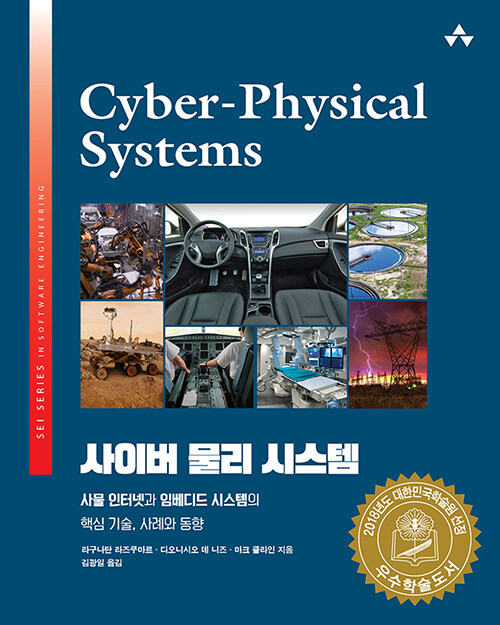 Cyber-Physical
Systems
SEI SERIES IN SOFTWARE ENGINEERING
사이버 물리 시스템
사물 인터넷과 임베디드 시스템의
핵심 기술, 사례와 동향
라구나탄 라즈쿠마르 · 디오니시오 데 니즈 · 마크 클라인 지음
김광일 옮김
2018년도 대한민국학술원 선정
우수학술도서